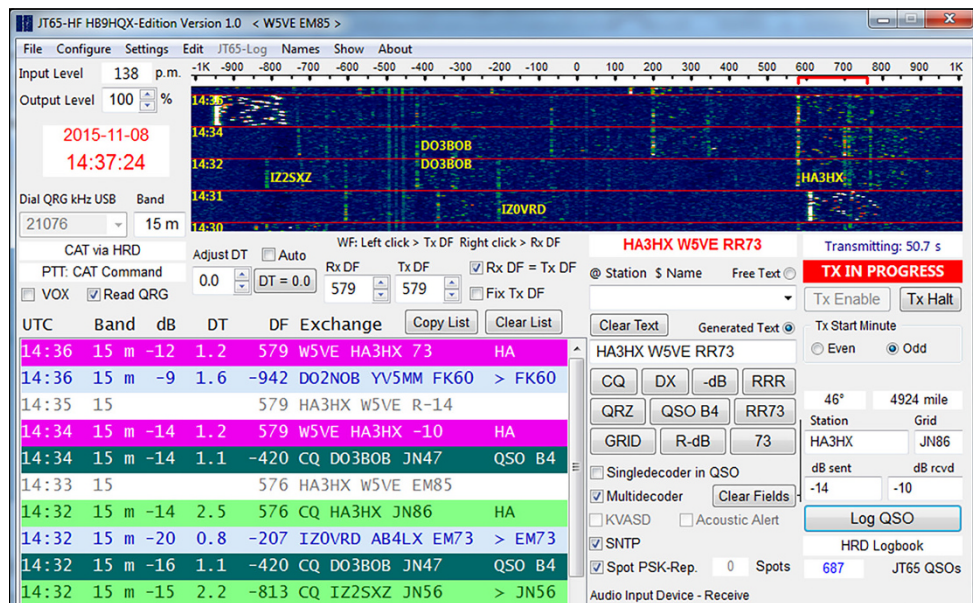 JT65-HF HB9HQX-Edition Version 1.0 < W5VE EM85 >
File Configure Settings Edit JT65-Log Names Show About
Input Level 138 p.m.
-1K -900 -800 -700 -600 -500 -400 -300 -200 -100 0 100 200 300 400 500 600 700 800 900 1K
Output Level 100 %
14:36
14:34
DO3BOB
14:32
DO3BOB
IZ2SXZ
HA3HX
14:31
IZ0VRD
14:30
2015-11-08
14:37:24
Dial QRG kHz USB Band
21076 15 m
CAT via HRD
PTT: CAT Command
VOX Read QRG
WF: Left click > Tx DF Right click > Rx DF
Adjust DT Auto Rx DF Tx DF Rx DF = Tx DF
0.0 DT = 0.0 579 579 Fix Tx DF
HA3HX W5VE RR73
Transmitting: 50.7 s
@ Station $ Name Free Text
TX IN PROGRESS
Tx Enable Tx Halt
UTC Band dB DT DF Exchange Copy List Clear List
14:36 15 m -12 1.2 579 W5VE HA3HX 73 HA
14:36 15 m -9 1.6 -942 DO2NOB YV5MM FK60 > FK60
14:35 15 579 HA3HX W5VE R-14
14:34 15 m -14 1.2 579 W5VE HA3HX -10 HA
14:34 15 m -14 1.1 -420 CQ DO3BOB JN47 QSO B4
14:33 15 576 HA3HX W5VE EM85
14:32 15 m -14 2.5 576 CQ HA3HX JN86 HA
14:32 15 m -20 0.8 -207 IZ0VRD AB4LX EM73 > EM73
14:32 15 m -16 1.1 -420 CQ DO3BOB JN47 QSO B4
14:32 15 m -15 2.2 -813 CQ IZ2SXZ JN56 > JN56
Clear Text Generated Text
HA3HX W5VE RR73
CQ DX -dB RRR
QRZ QSO B4 RR73
GRID R-dB 73
Singledecoder in QSO
Multidecoder Clear Fields
KVASD Acoustic Alert
SNTP
Spot PSK-Rep. 0 Spots
Audio Input Device - Receive
Tx Start Minute
Even Odd
46° 4924 mile
Station Grid
HA3HX JN86
dB sent dB rcvd
-14 -10
Log QSO
HRD Logbook
687 JT65 QSOs